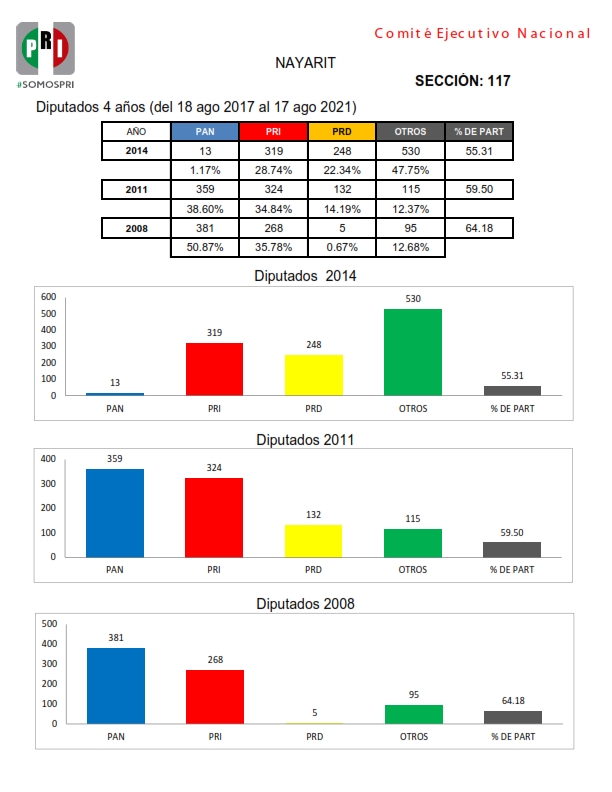 Comité Ejecutivo Nacional
PRI
#SOMOSPRI
NAYARIT
SECCIÓN: 117
Diputados 4 años (del 18 ago 2017 al 17 ago 2021)
AÑO PAN PRI PRD OTROS % DE PART
2014 13 319 248 530 55.31
1.17% 28.74% 22.34% 47.75%
2011 359 324 132 115 59.50
38.60% 34.84% 14.19% 12.37%
2008 381 268 5 95 64.18
50.87% 35.78% 0.67% 12.68%
Diputados 2014
600
500
400
300
200
100
0
13 319 248 530 55.31
PAN PRI PRD OTROS % DE PART
Diputados 2011
400
300
200
100
0
359 324 132 115 59.50
PAN PRI PRD OTROS % DE PART
Diputados 2008
500
400
300
200
100
0
381 268 5 95 64.18
PAN PRI PRD OTROS % DE PART